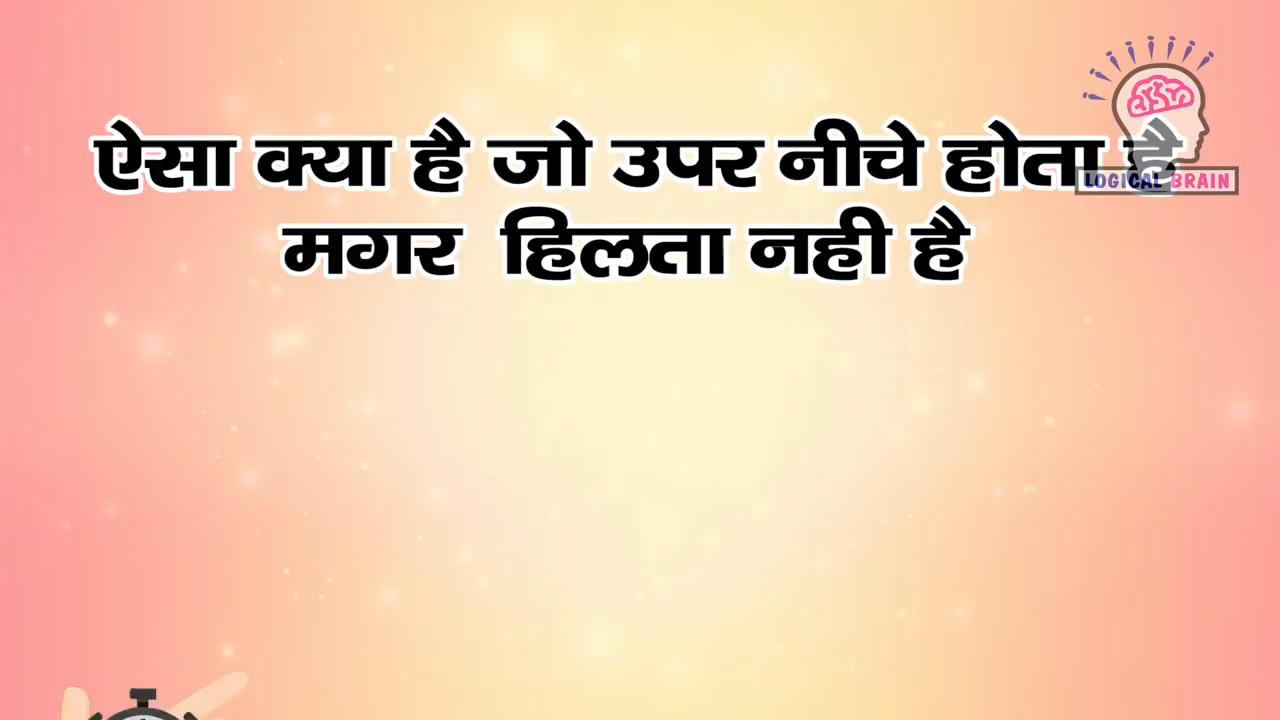 ऐसा क्या है जो उपर नीचे होता है
मगर हिलता नही है
LOGICAL BRAIN